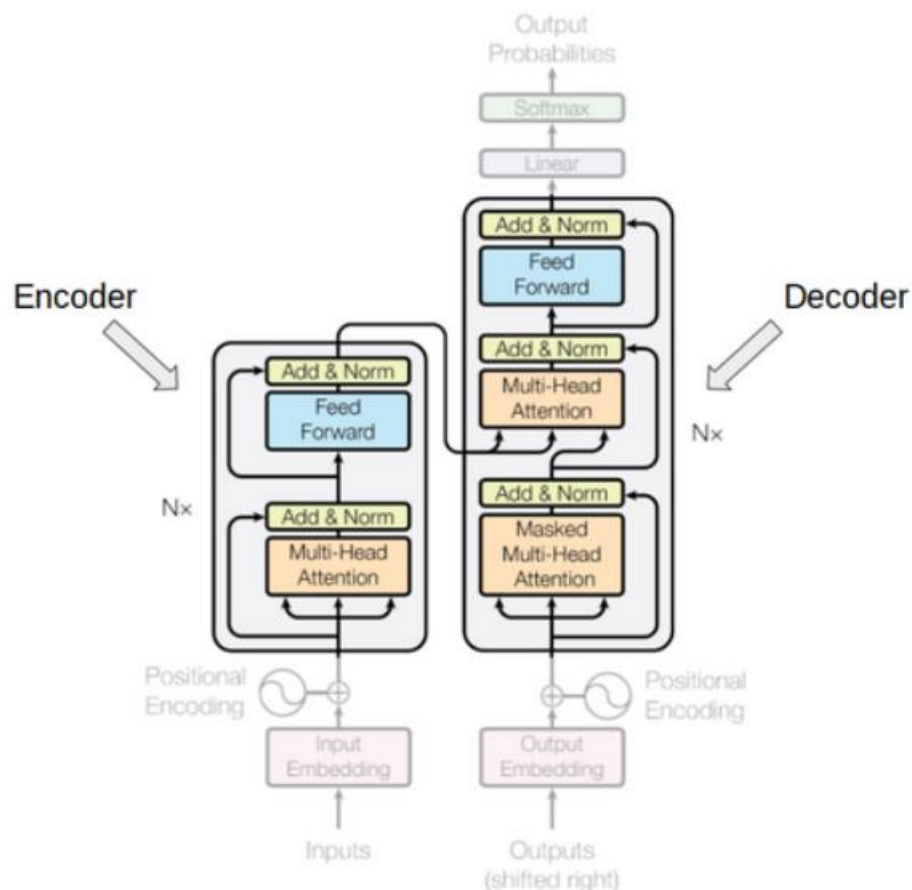 Output
Probabilities
Softmax
Linear
Add & Norm
Feed
Forward
Add & Norm
Multi-Head
Attention
Add & Norm
Masked
Multi-Head
Attention
Nx
Decoder
Encoder
Add & Norm
Feed
Forward
Add & Norm
Multi-Head
Attention
Nx
Positional
Encoding
Positional
Encoding
Input
Embedding
Output
Embedding
Inputs
Outputs
(shifted right)